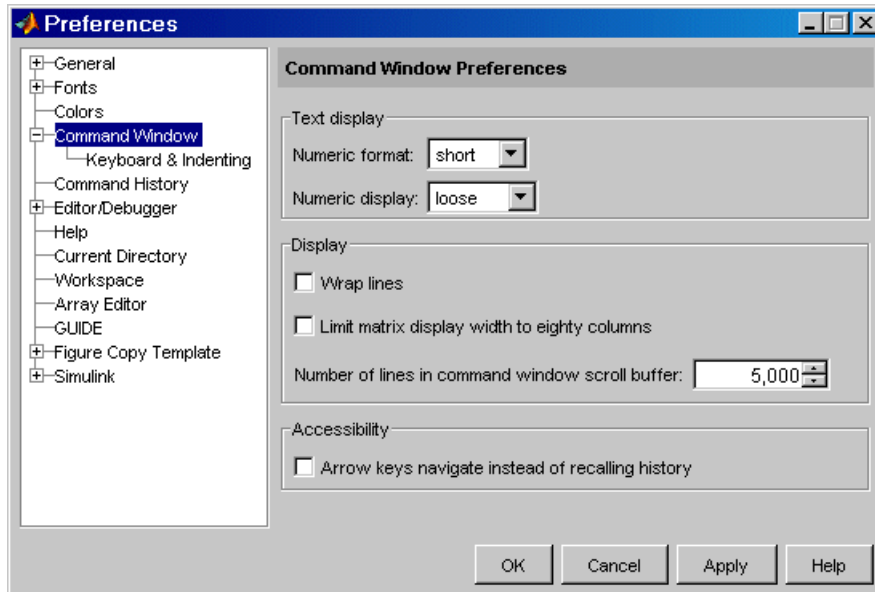 Preferences
General
Fonts
Colors
Command Window
Keyboard & Indenting
Command History
Editor/Debugger
Help
Current Directory
Workspace
Array Editor
GUIDE
Figure Copy Template
Simulink
Command Window Preferences
Text display
Numeric format: short
Numeric display: loose
Display
Wrap lines
Limit matrix display width to eighty columns
Number of lines in command window scroll buffer: 5,000
Accessibility
Arrow keys navigate instead of recalling history
OK Cancel Apply Help